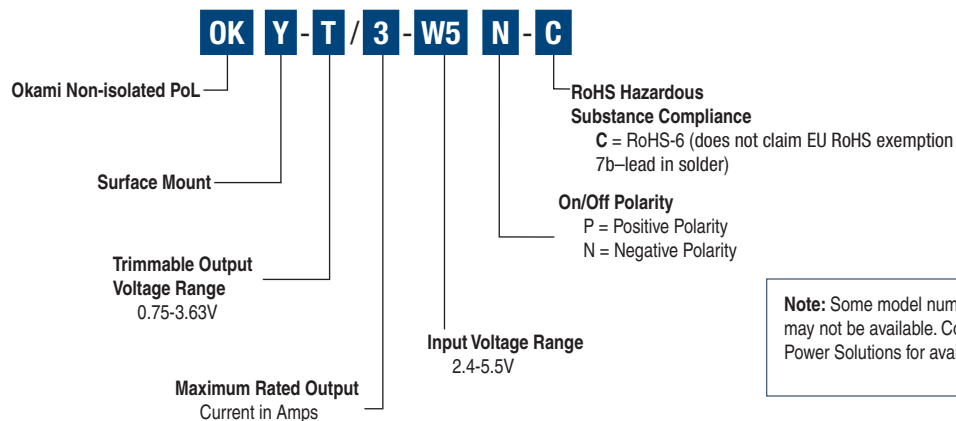 OK Y - T / 3 - W5 N - C
Okami Non-isolated PoL
RoHS Hazardous
Substance Compliance
C = RoHS-6 (does not claim EU RoHS exemption
7b–lead in solder)
Surface Mount
On/Off Polarity
P = Positive Polarity
N = Negative Polarity
Trimmable Output
Voltage Range
0.75-3.63V
Note: Some model
may not be available.
Power Solutions for
Input Voltage Range
2.4-5.5V
Maximum Rated Output
Current in Amps